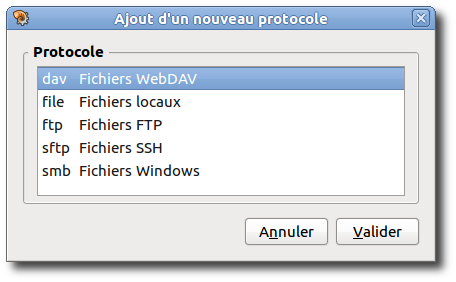 Ajout d'un nouveau protocole
Protocole
dav Fichiers WebDAV
file Fichiers locaux
ftp Fichiers FTP
sftp Fichiers SSH
smb Fichiers Windows
Annuler Valider